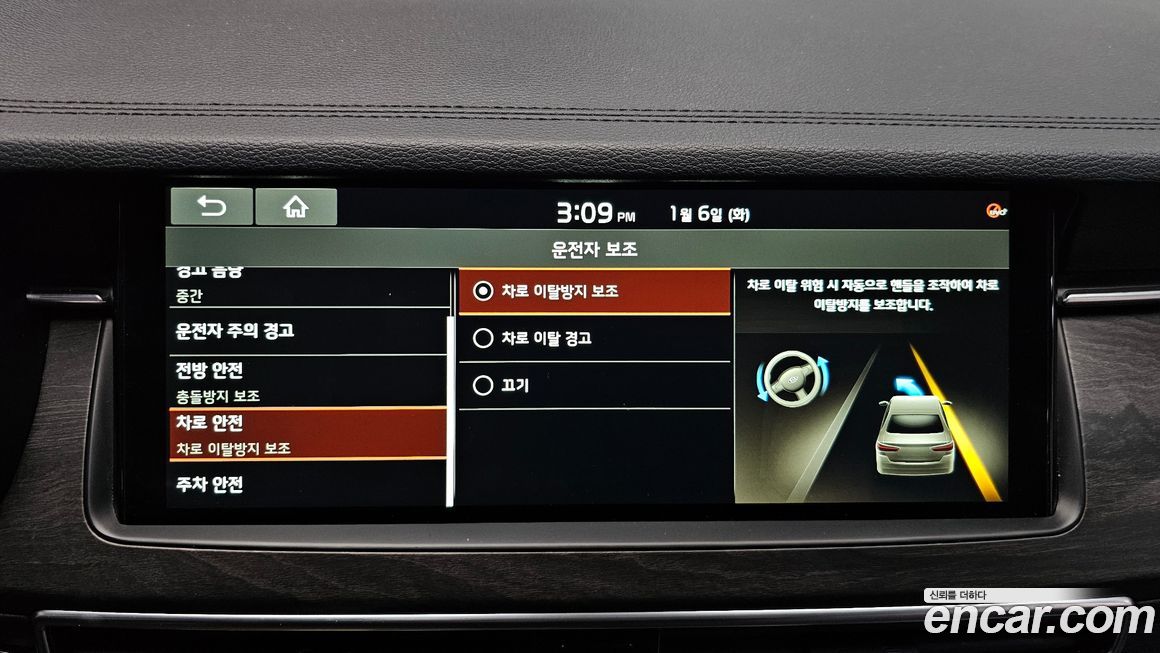 3:09 PM 1월 6일 (화)
운전자 보조
경고 음량
중간
운전자 주의 경고
전방 안전
충돌방지 보조
차로 안전
차로 이탈방지 보조
주차 안전
차로 이탈방지 보조
차로 이탈 경고
끄기
차로 이탈 위험 시 자동으로 핸들을 조작하여 차로
이탈방지를 보조합니다.
신뢰를 더하다
encar.com